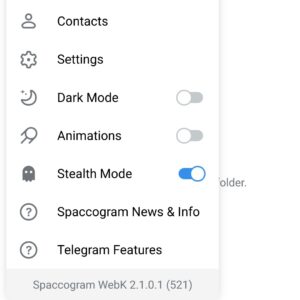 Contacts
Settings
Dark Mode
Animations
Stealth Mode
older.
Spaccogram News & Info
Telegram Features
Spaccogram WebK 2.1.0.1 (521)